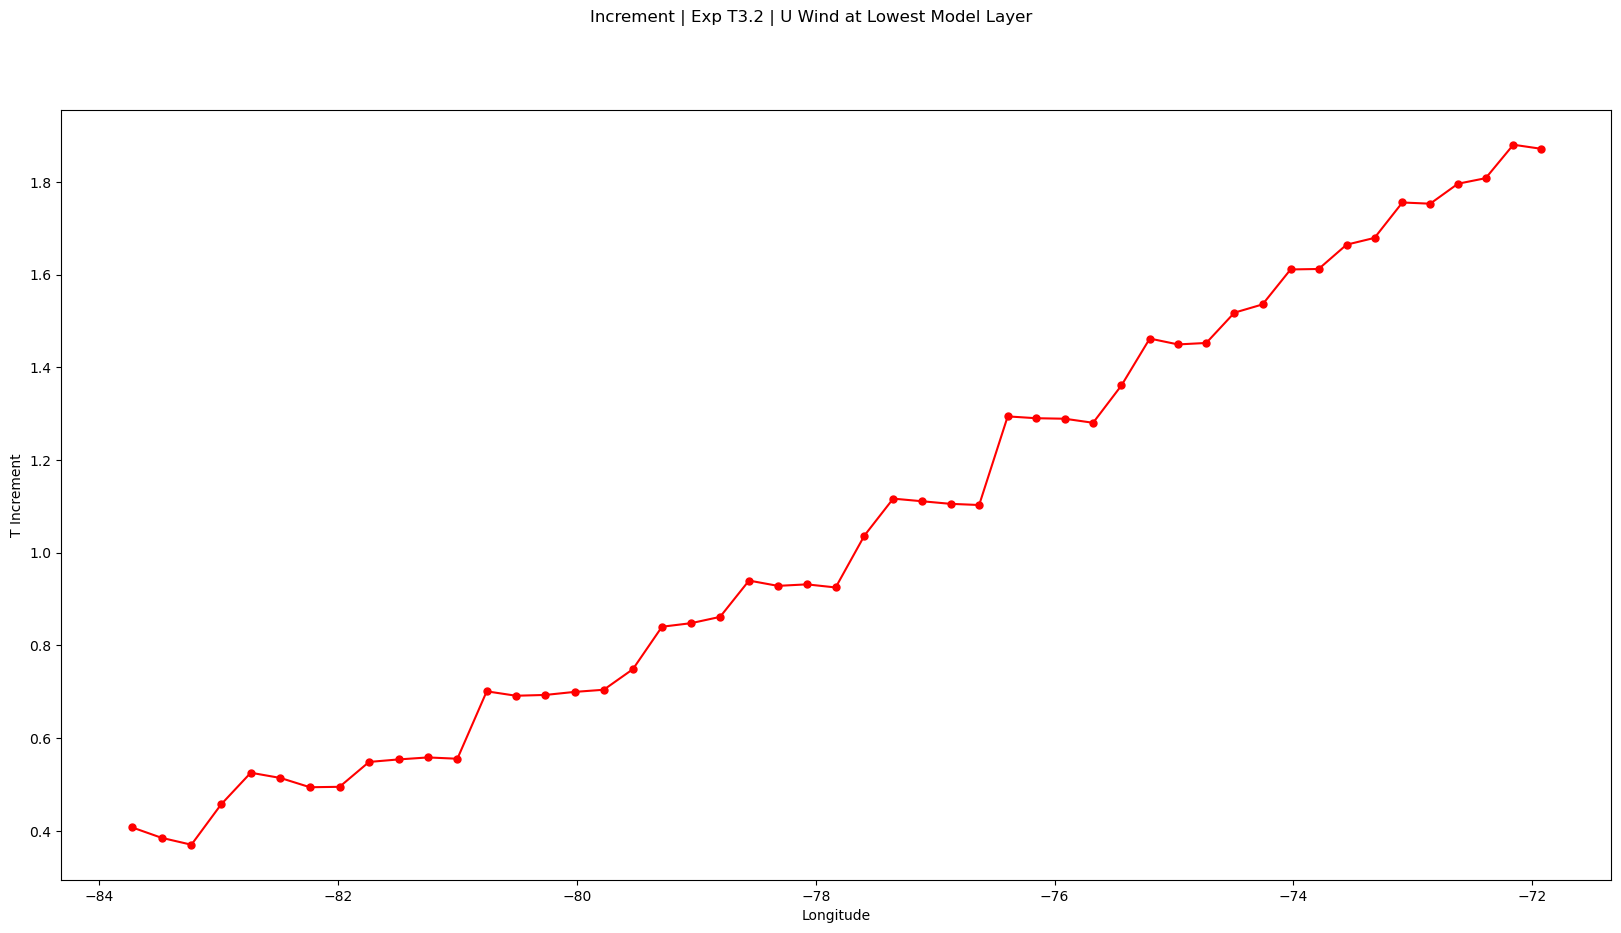 Increment | Exp T3.2 | U Wind at Lowest Model Layer
T Increment
1.8
1.6
1.4
1.2
1.0
0.8
0.6
0.4
−84 −82 −80 −78 −76 −74 −72
Longitude